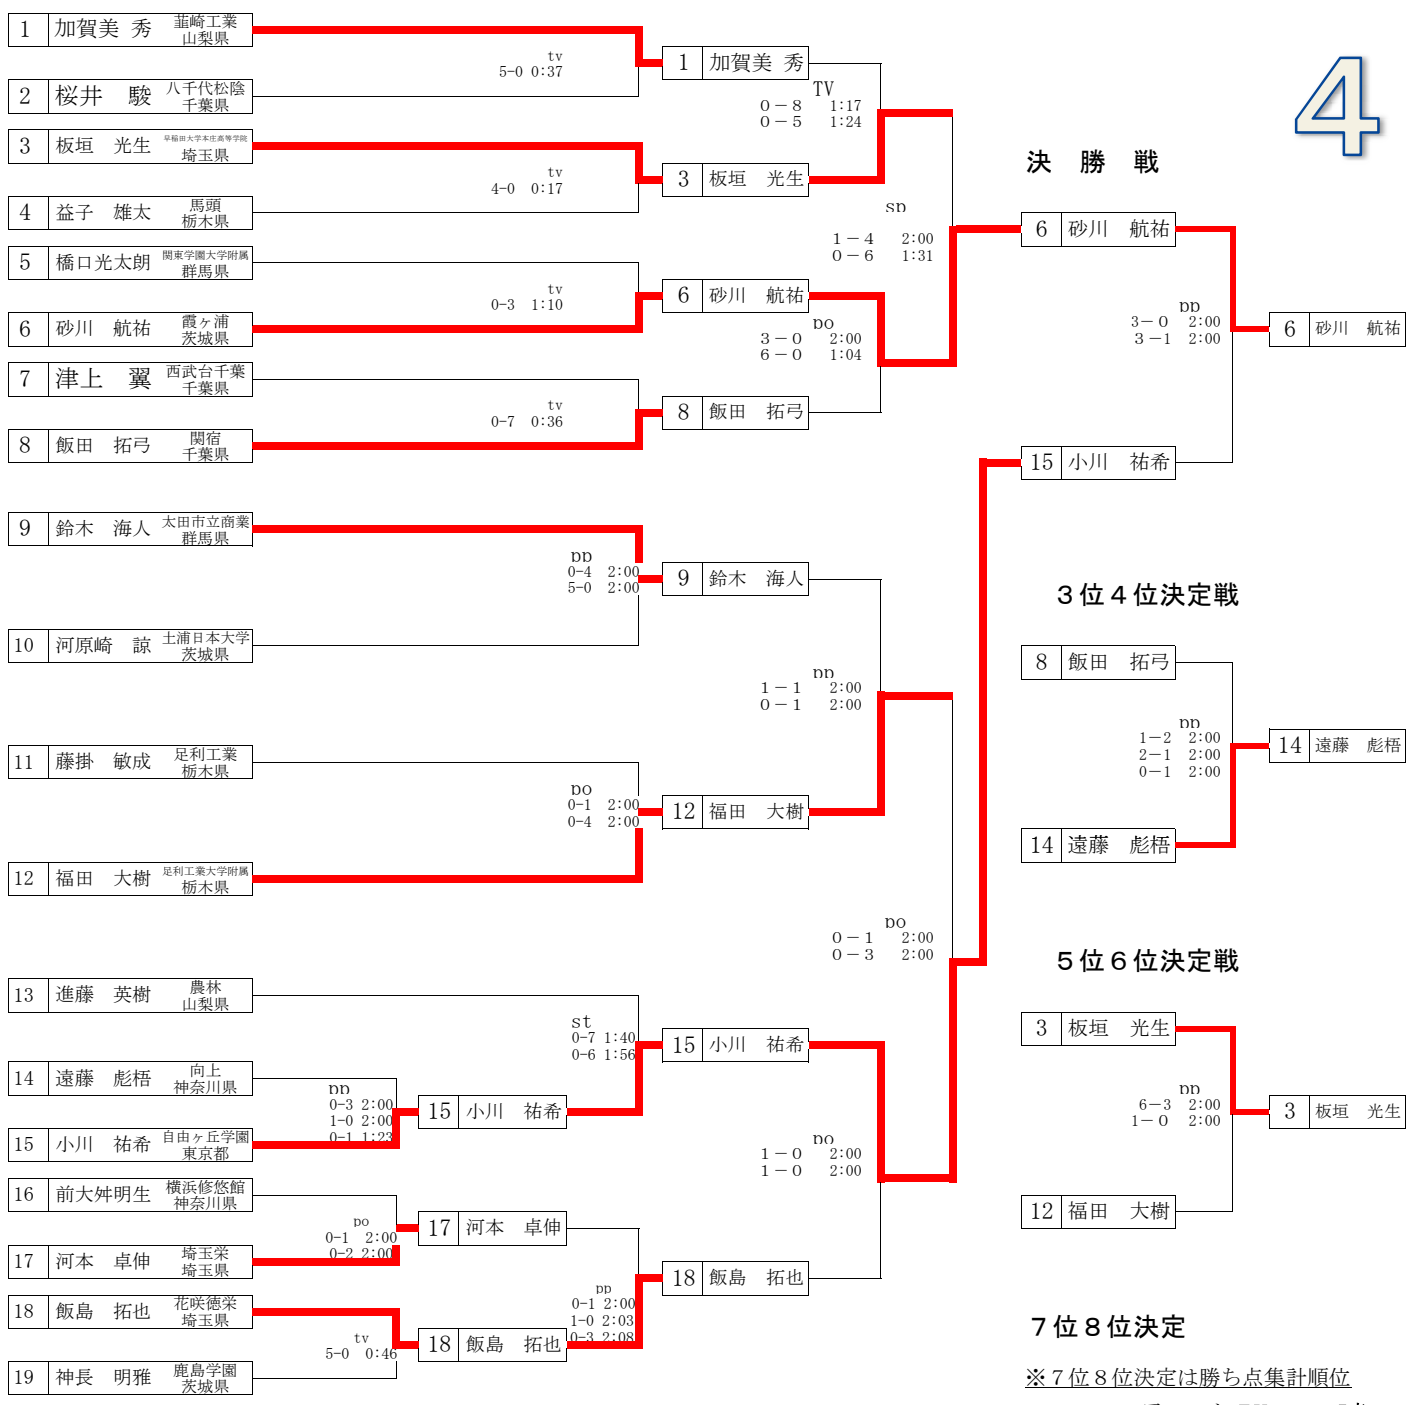 4
1 加賀美 秀 韮崎工業 山梨県
2 桜井 駿 八千代松陰 千葉県
3 板垣 光生 早稲田大学本庄高等学院 埼玉県
4 益子 雄太 馬頭 栃木県
5 橋口光太朗 関東学園大学附属 群馬県
6 砂川 航祐 霞ヶ浦 茨城県
7 津上 翼 西武台千葉 千葉県
8 飯田 拓弓 関宿 千葉県
9 鈴木 海人 太田市立商業 群馬県
10 河原崎 諒 土浦日本大学 茨城県
11 藤掛 敏成 足利工業 栃木県
12 福田 大樹 足利工業大学附属 栃木県
13 進藤 英樹 農林 山梨県
14 遠藤 彪梧 向上 神奈川県
15 小川 祐希 自由ヶ丘学園 東京都
16 前大舛明生 横浜修悠館 神奈川県
17 河本 卓伸 埼玉栄 埼玉県
18 飯島 拓也 花咲徳栄 埼玉県
19 神長 明雅 鹿島学園 茨城県
pp
0-3 2:00
1-0 2:00
0-1 1:23
15 小川 祐希
po
0-1 2:00
0-2 2:00
17 河本 卓伸
tv
5-0 0:46
18 飯島 拓也
tv
5-0 0:37
1 加賀美 秀
tv
4-0 0:17
3 板垣 光生
tv
0-3 1:10
6 砂川 航祐
tv
0-7 0:36
8 飯田 拓弓
pp
0-4 2:00
5-0 2:00
9 鈴木 海人
po
0-1 2:00
0-4 2:00
12 福田 大樹
st
0-7 1:40
0-6 1:56
15 小川 祐希
pp
0-1 2:00
1-0 2:03
0-3 2:08
18 飯島 拓也
TV
0－8 1:17
0－5 1:24
po
3－0 2:00
6－0 1:04
pp
1－1 2:00
0－1 2:00
po
1－0 2:00
1－0 2:00
sp
1－4 2:00
0－6 1:31
po
0－1 2:00
0－3 2:00
決 勝 戦
6 砂川 航祐
pp
3－0 2:00
3－1 2:00
6 砂川 航祐
15 小川 祐希
３位４位決定戦
8 飯田 拓弓
pp
1－2 2:00
2－1 2:00
0－1 2:00
14 遠藤 彪梧
14 遠藤 彪梧
５位６位決定戦
3 板垣 光生
pp
6－3 2:00
1－0 2:00
3 板垣 光生
12 福田 大樹
７位８位決定
※７位８位決定は勝ち点集計順位